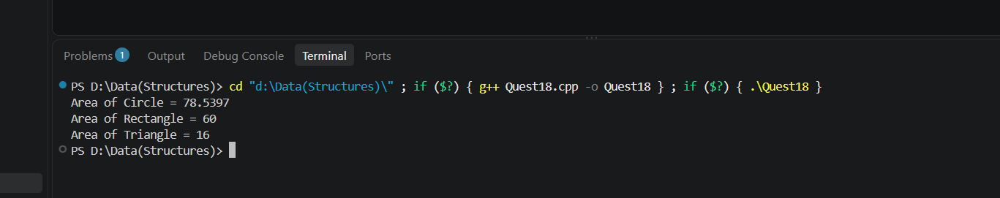 Problems 1 Output Debug Console Terminal Ports
PS D:\Data(Structures)> cd "d:\Data(Structures)\" ; if ($?) { g++ Quest18.cpp -o Quest18 } ; if ($?) { .\Quest18 }
Area of Circle = 78.5397
Area of Rectangle = 60
Area of Triangle = 16
PS D:\Data(Structures)>